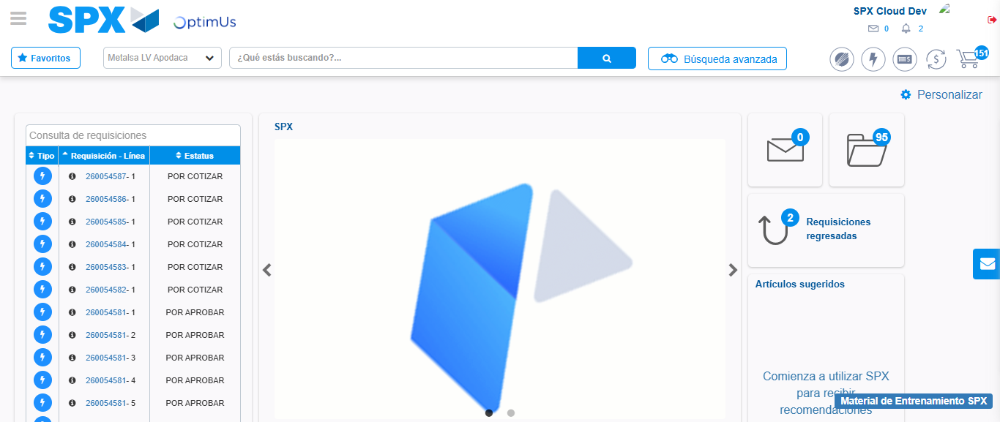 SPX OptimUs
SPX Cloud Dev
0 2
Favoritos
Metalsa LV Apodaca
¿Qué estás buscando?...
Búsqueda avanzada
$
151
Personalizar
Consulta de requisiciones
Tipo Requisición - Línea Estatus
260054587- 1 POR COTIZAR
260054586- 1 POR COTIZAR
260054585- 1 POR COTIZAR
260054584- 1 POR COTIZAR
260054583- 1 POR COTIZAR
260054582- 1 POR COTIZAR
260054581- 1 POR APROBAR
260054581- 2 POR APROBAR
260054581- 3 POR APROBAR
260054581- 4 POR APROBAR
260054581- 5 POR APROBAR
SPX
0
95
2
Requisiciones
regresadas
Artículos sugeridos
Comienza a utilizar SPX
para recibir
recomendaciones
Material de Entrenamiento SPX